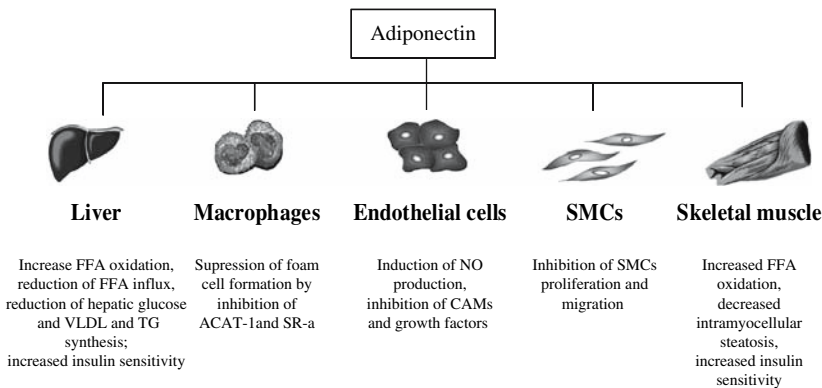 Adiponectin
Liver
Macrophages
Endothelial cells
SMCs
Skeletal muscle
Increase FFA oxidation,
reduction of FFA influx,
reduction of hepatic glucose
and VLDL and TG
synthesis;
increased insulin sensitivity
Supression of foam
cell formation by
inhibition of
ACAT-1and SR-a
Induction of NO
production,
inhibition of CAMs
and growth factors
Inhibition of SMCs
proliferation and
migration
Increased FFA
oxidation,
decreased
intramyocellular
steatosis,
increased insulin
sensitivity